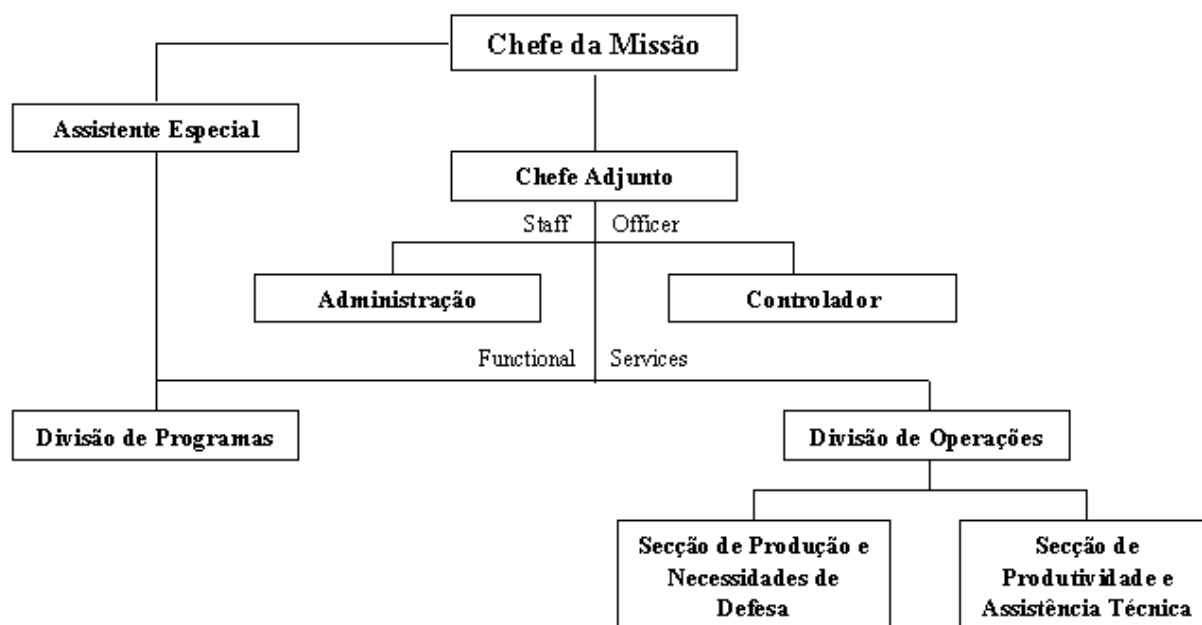 Chefe da Missão
Assistente Especial
Chefe Adjunto
Staff Officer
Administração
Controlador
Functional Services
Divisão de Programas
Divisão de Operações
Secção de Produção e
Necessidades de
Defesa
Secção de
Produtividade e
Assistência Técnica